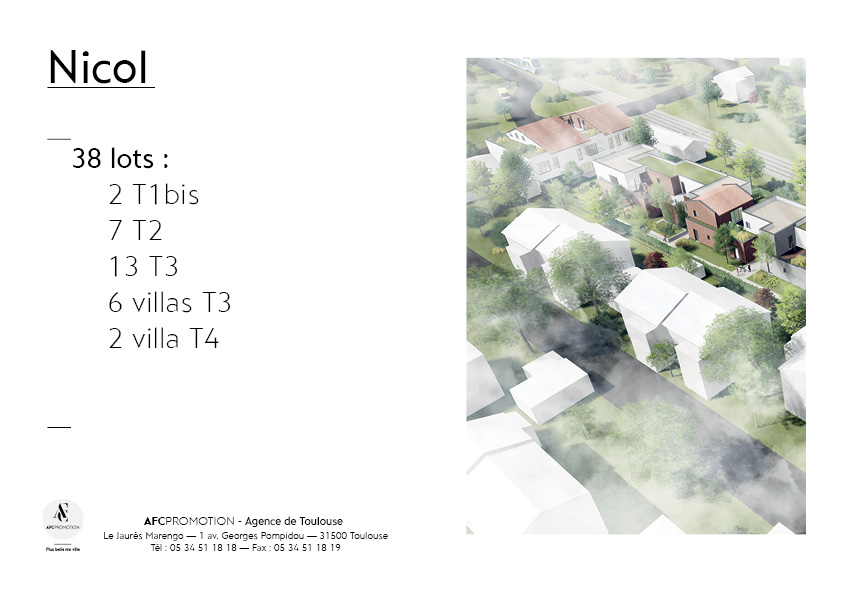 Nicol
38 lots :
2 T1bis
7 T2
13 T3
6 villas T3
2 villa T4
AFCPROMOTION
Plus belle ma ville
AFCPROMOTION - Agence de Toulouse
Le Jaurès Marengo — 1 av. Georges Pompidou — 31500 Toulouse
Tél : 05 34 51 18 18 — Fax : 05 34 51 18 19